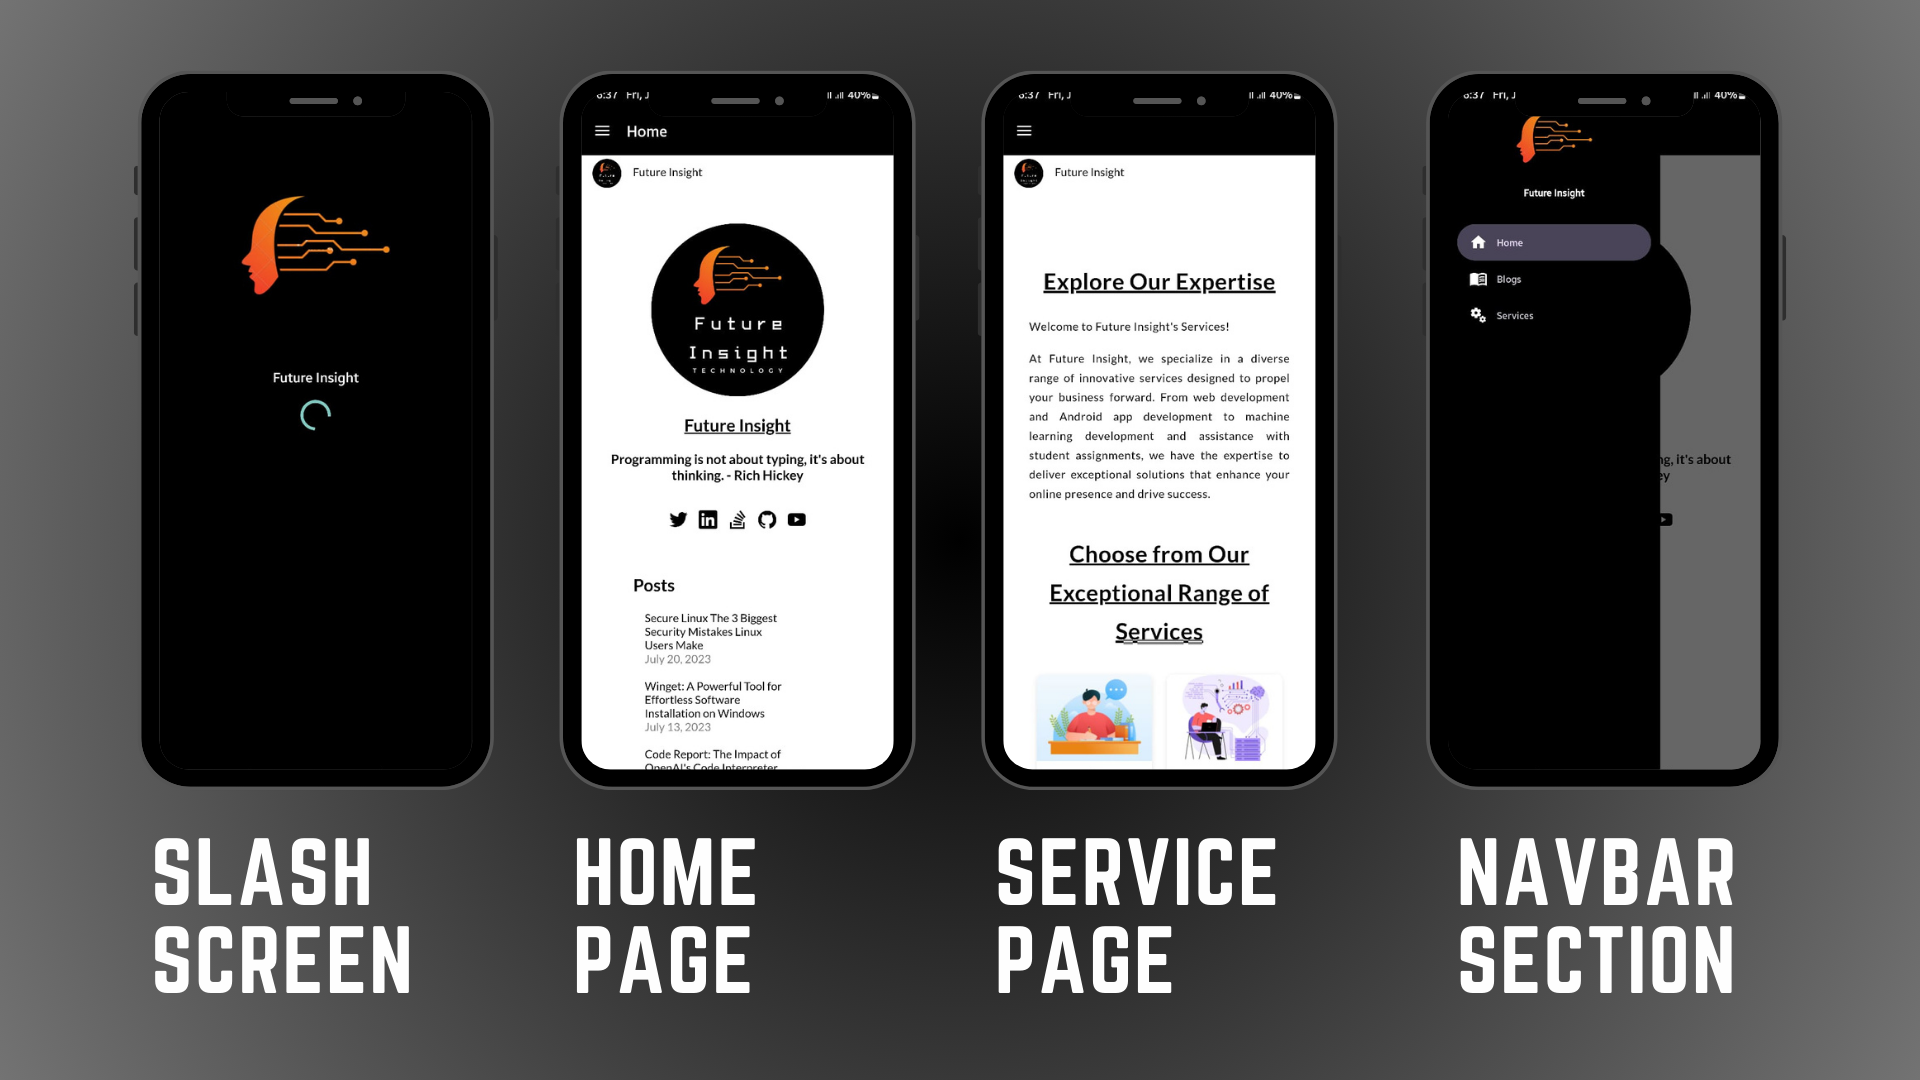 Future Insight
SLASH
SCREEN
6:37 Fri, J
40%
Home
Future Insight
Future
Insight
TECHNOLOGY
Future Insight
Programming is not about typing, it's about
thinking. - Rich Hickey
Posts
Secure Linux The 3 Biggest
Security Mistakes Linux
Users Make
July 20, 2023
Winget: A Powerful Tool for
Effortless Software
Installation on Windows
July 13, 2023
Code Report: The Impact of
OpenAI's Code Interpreter
HOME
PAGE
6:37 Fri, J
40%
Future Insight
Explore Our Expertise
Welcome to Future Insight's Services!
At Future Insight, we specialize in a diverse
range of innovative services designed to propel
your business forward. From web development
and Android app development to machine
learning development and assistance with
student assignments, we have the expertise to
deliver exceptional solutions that enhance your
online presence and drive success.
Choose from Our
Exceptional Range of
Services
SERVICE
PAGE
6:37 Fri, J
40%
Future Insight
Home
Blogs
Services
ng, it's about
ey
NAVBAR
SECTION